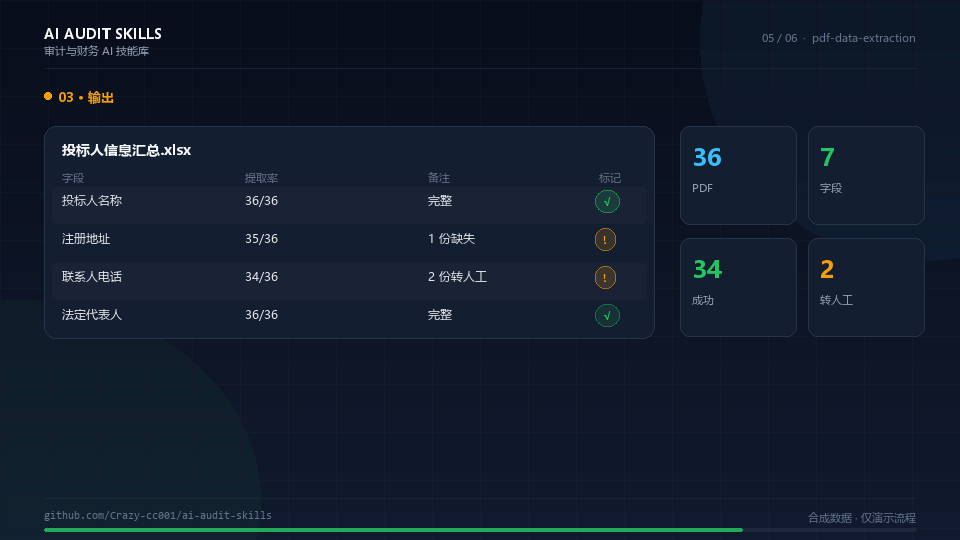 AI AUDIT SKILLS
审计与财务 AI 技能库
05 / 06 · pdf-data-extraction
03 • 输出
投标人信息汇总.xlsx
字段 提取率 备注 标记
投标人名称 36/36 完整 √
注册地址 35/36 1 份缺失 !
联系人电话 34/36 2 份转人工 !
法定代表人 36/36 完整 √
36
PDF
7
字段
34
成功
2
转人工
github.com/Crazy-cc001/ai-audit-skills
合成数据 · 仅演示流程